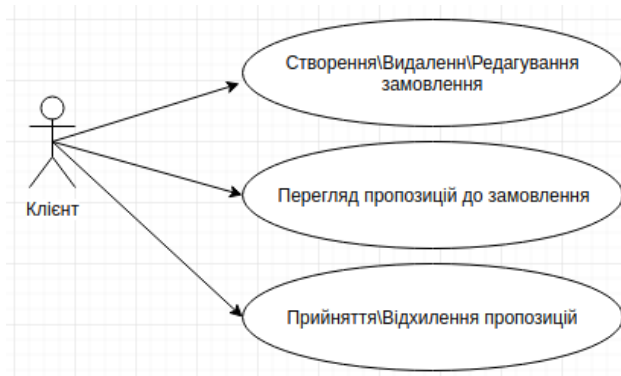 Створення\Видаленн\Редагування
замовлення
Перегляд пропозицій до замовлення
Клієнт
Прийняття\Відхилення пропозицій